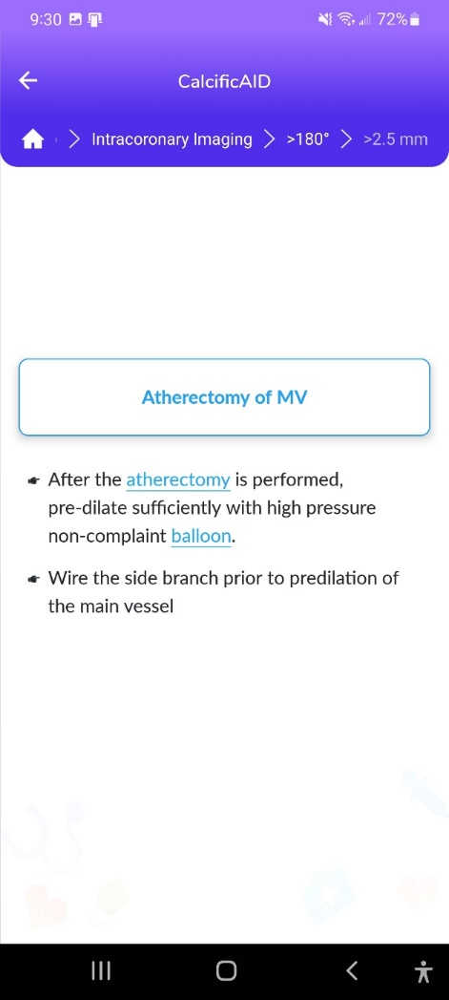 9:30
72%
CalcificAID
Intracoronary Imaging >180° >2.5 mm
Atherectomy of MV
After the atherectomy is performed,
pre-dilate sufficiently with high pressure
non-complaint balloon.
Wire the side branch prior to predilation of
the main vessel